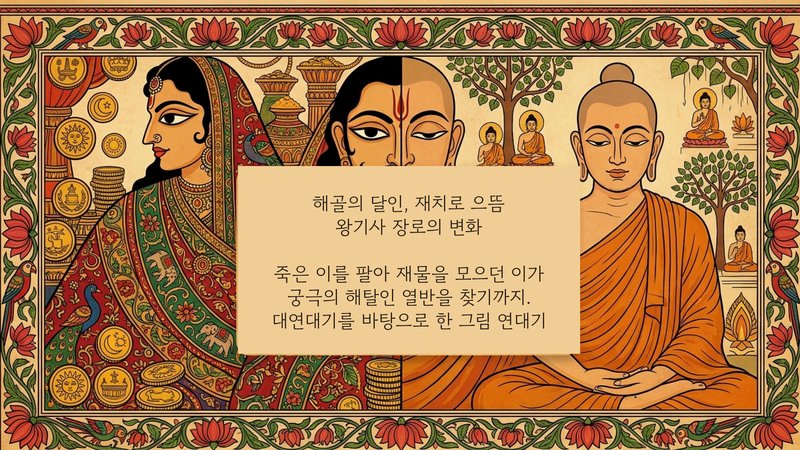 해골의 달인, 재치로 으뜸
왕기사 장로의 변화
죽은 이를 팔아 재물을 모으던 이가
궁극의 해탈인 열반을 찾기까지.
대연대기를 바탕으로 한 그림 연대기